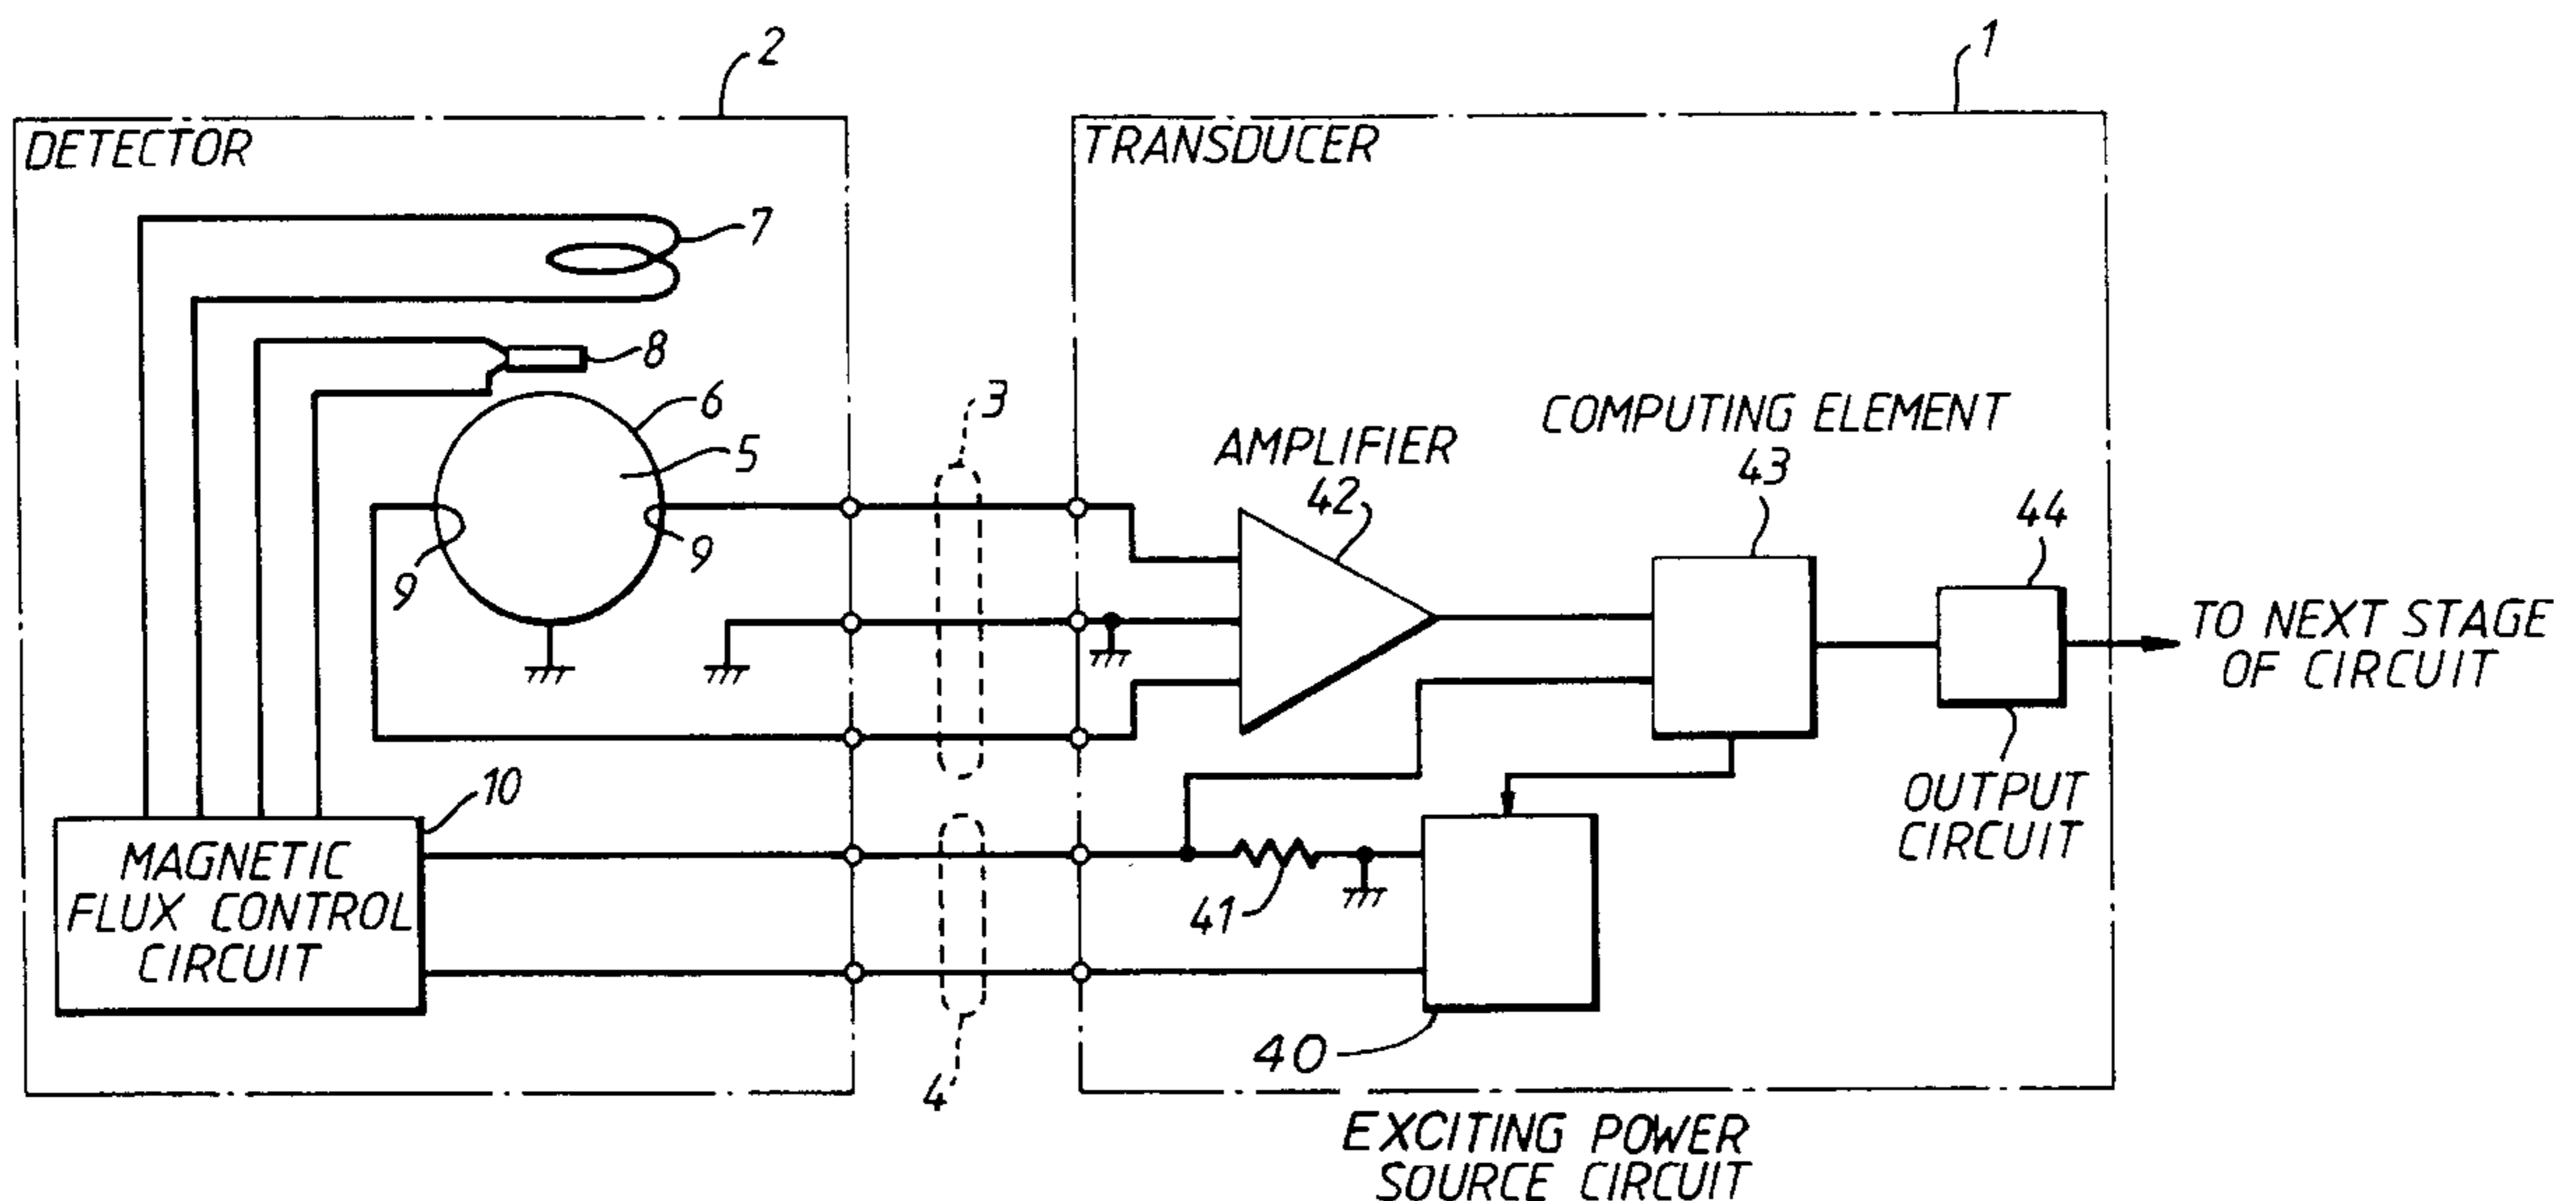 2
1
DETECTOR
TRANSDUCER
7
8
6
5
9
9
3
AMPLIFIER
42
COMPUTING ELEMENT
43
44
TO NEXT STAGE
OF CIRCUIT
OUTPUT
CIRCUIT
10
MAGNETIC
FLUX CONTROL
CIRCUIT
41
40
4
EXCITING POWER
SOURCE CIRCUIT